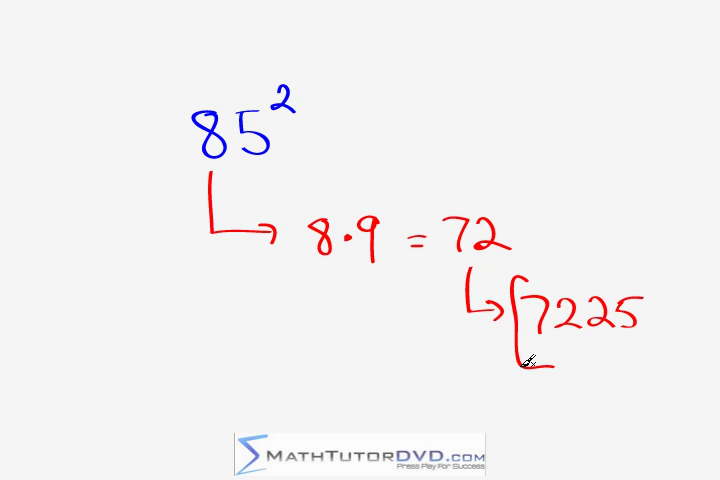 85²
8·9 = 72
7225
MATHTUTORDVD.COM
Press Play For Success